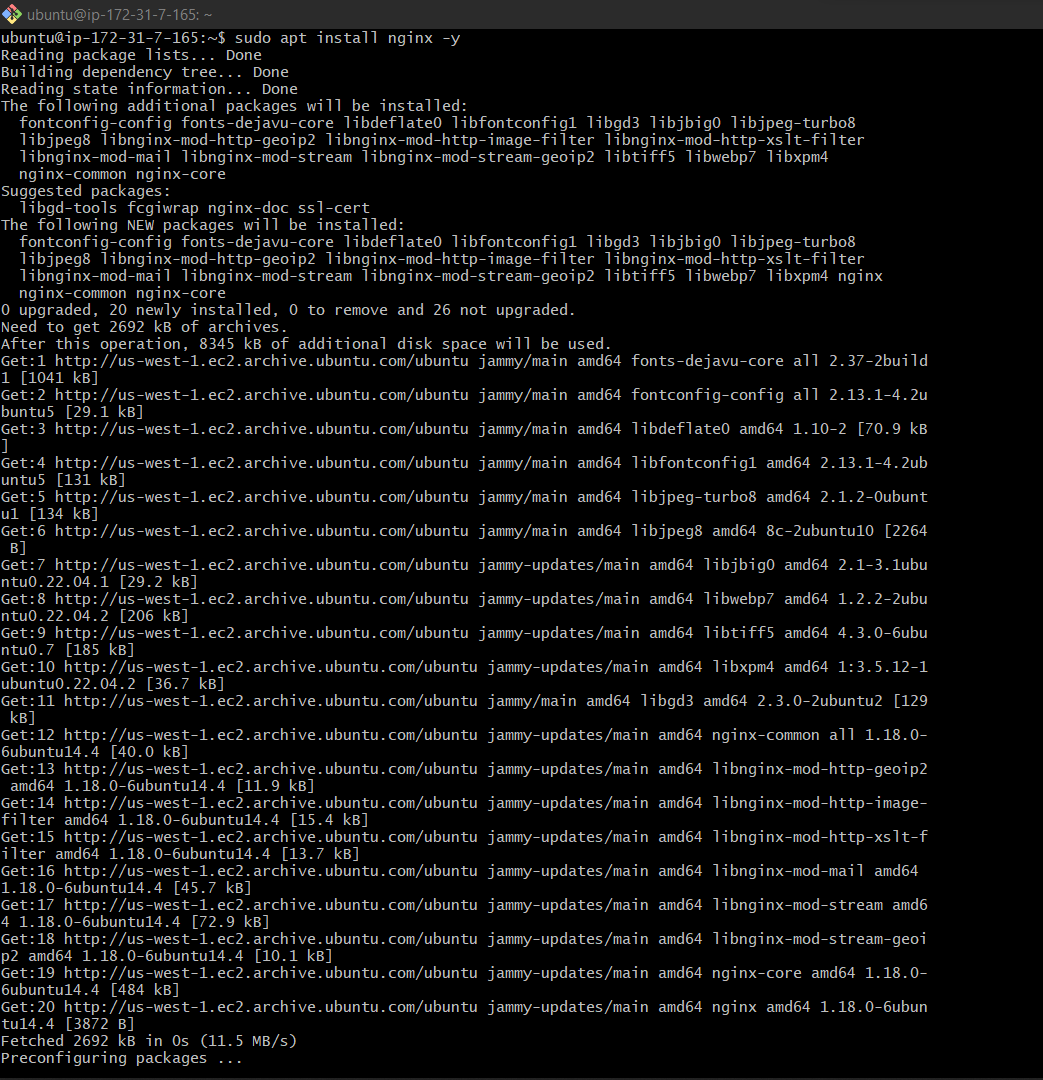 ubuntu@ip-172-31-7-165: ~
ubuntu@ip-172-31-7-165:~$ sudo apt install nginx -y
Reading package lists... Done
Building dependency tree... Done
Reading state information... Done
The following additional packages will be installed:
  fontconfig-config fonts-dejavu-core libdeflate0 libfontconfig1 libgd3 libjbig0 libjpeg-turbo8
  libjpeg8 libnginx-mod-http-geoip2 libnginx-mod-http-image-filter libnginx-mod-http-xslt-filter
  libnginx-mod-mail libnginx-mod-stream libnginx-mod-stream-geoip2 libtiff5 libwebp7 libxpm4
  nginx-common nginx-core
Suggested packages:
  libgd-tools fcgiwrap nginx-doc ssl-cert
The following NEW packages will be installed:
  fontconfig-config fonts-dejavu-core libdeflate0 libfontconfig1 libgd3 libjbig0 libjpeg-turbo8
  libjpeg8 libnginx-mod-http-geoip2 libnginx-mod-http-image-filter libnginx-mod-http-xslt-filter
  libnginx-mod-mail libnginx-mod-stream libnginx-mod-stream-geoip2 libtiff5 libwebp7 libxpm4 nginx
  nginx-common nginx-core
0 upgraded, 20 newly installed, 0 to remove and 26 not upgraded.
Need to get 2692 kB of archives.
After this operation, 8345 kB of additional disk space will be used.
Get:1 http://us-west-1.ec2.archive.ubuntu.com/ubuntu jammy/main amd64 fonts-dejavu-core all 2.37-2build
1 [1041 kB]
Get:2 http://us-west-1.ec2.archive.ubuntu.com/ubuntu jammy/main amd64 fontconfig-config all 2.13.1-4.2u
buntu5 [29.1 kB]
Get:3 http://us-west-1.ec2.archive.ubuntu.com/ubuntu jammy/main amd64 libdeflate0 amd64 1.10-2 [70.9 kB
]
Get:4 http://us-west-1.ec2.archive.ubuntu.com/ubuntu jammy/main amd64 libfontconfig1 amd64 2.13.1-4.2ub
untu5 [131 kB]
Get:5 http://us-west-1.ec2.archive.ubuntu.com/ubuntu jammy/main amd64 libjpeg-turbo8 amd64 2.1.2-0ubunt
u1 [134 kB]
Get:6 http://us-west-1.ec2.archive.ubuntu.com/ubuntu jammy/main amd64 libjpeg8 amd64 8c-2ubuntu10 [2264
 B]
Get:7 http://us-west-1.ec2.archive.ubuntu.com/ubuntu jammy-updates/main amd64 libjbig0 amd64 2.1-3.1ubu
ntu0.22.04.1 [29.2 kB]
Get:8 http://us-west-1.ec2.archive.ubuntu.com/ubuntu jammy-updates/main amd64 libwebp7 amd64 1.2.2-2ubu
ntu0.22.04.2 [206 kB]
Get:9 http://us-west-1.ec2.archive.ubuntu.com/ubuntu jammy-updates/main amd64 libtiff5 amd64 4.3.0-6ubu
ntu0.7 [185 kB]
Get:10 http://us-west-1.ec2.archive.ubuntu.com/ubuntu jammy-updates/main amd64 libxpm4 amd64 1:3.5.12-1
ubuntu0.22.04.2 [36.7 kB]
Get:11 http://us-west-1.ec2.archive.ubuntu.com/ubuntu jammy/main amd64 libgd3 amd64 2.3.0-2ubuntu2 [129
 kB]
Get:12 http://us-west-1.ec2.archive.ubuntu.com/ubuntu jammy-updates/main amd64 nginx-common all 1.18.0-
6ubuntu14.4 [40.0 kB]
Get:13 http://us-west-1.ec2.archive.ubuntu.com/ubuntu jammy-updates/main amd64 libnginx-mod-http-geoip2
 amd64 1.18.0-6ubuntu14.4 [11.9 kB]
Get:14 http://us-west-1.ec2.archive.ubuntu.com/ubuntu jammy-updates/main amd64 libnginx-mod-http-image-
filter amd64 1.18.0-6ubuntu14.4 [15.4 kB]
Get:15 http://us-west-1.ec2.archive.ubuntu.com/ubuntu jammy-updates/main amd64 libnginx-mod-http-xslt-f
ilter amd64 1.18.0-6ubuntu14.4 [13.7 kB]
Get:16 http://us-west-1.ec2.archive.ubuntu.com/ubuntu jammy-updates/main amd64 libnginx-mod-mail amd64
1.18.0-6ubuntu14.4 [45.7 kB]
Get:17 http://us-west-1.ec2.archive.ubuntu.com/ubuntu jammy-updates/main amd64 libnginx-mod-stream amd6
4 1.18.0-6ubuntu14.4 [72.9 kB]
Get:18 http://us-west-1.ec2.archive.ubuntu.com/ubuntu jammy-updates/main amd64 libnginx-mod-stream-geoi
p2 amd64 1.18.0-6ubuntu14.4 [10.1 kB]
Get:19 http://us-west-1.ec2.archive.ubuntu.com/ubuntu jammy-updates/main amd64 nginx-core amd64 1.18.0-
6ubuntu14.4 [484 kB]
Get:20 http://us-west-1.ec2.archive.ubuntu.com/ubuntu jammy-updates/main amd64 nginx amd64 1.18.0-6ubun
tu14.4 [3872 B]
Fetched 2692 kB in 0s (11.5 MB/s)
Preconfiguring packages ...